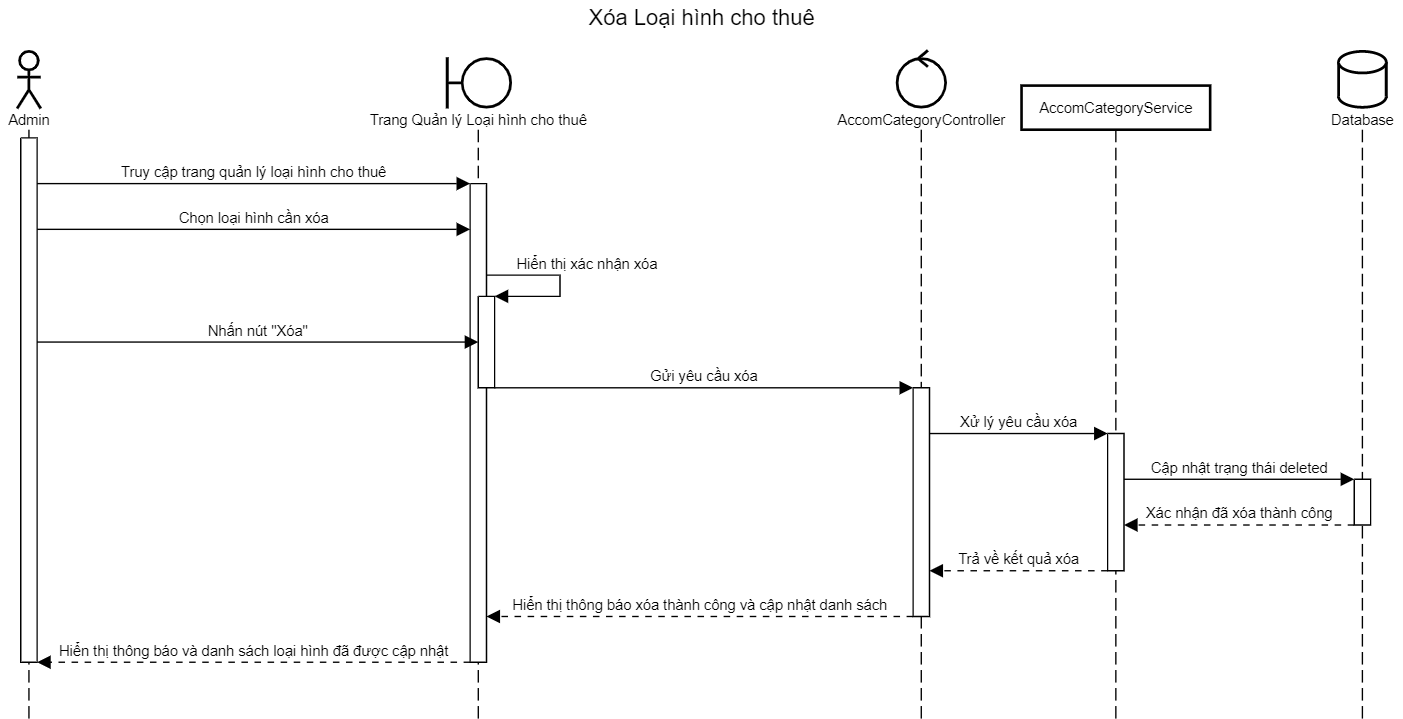 Xóa Loại hình cho thuê
Admin
Trang Quản lý Loại hình cho thuê
AccomCategoryController
AccomCategoryService
Database
Truy cập trang quản lý loại hình cho thuê
Chọn loại hình cần xóa
Hiển thị xác nhận xóa
Nhấn nút "Xóa"
Gửi yêu cầu xóa
Xử lý yêu cầu xóa
Cập nhật trạng thái deleted
Xác nhận đã xóa thành công
Trả về kết quả xóa
Hiển thị thông báo xóa thành công và cập nhật danh sách
Hiển thị thông báo và danh sách loại hình đã được cập nhật